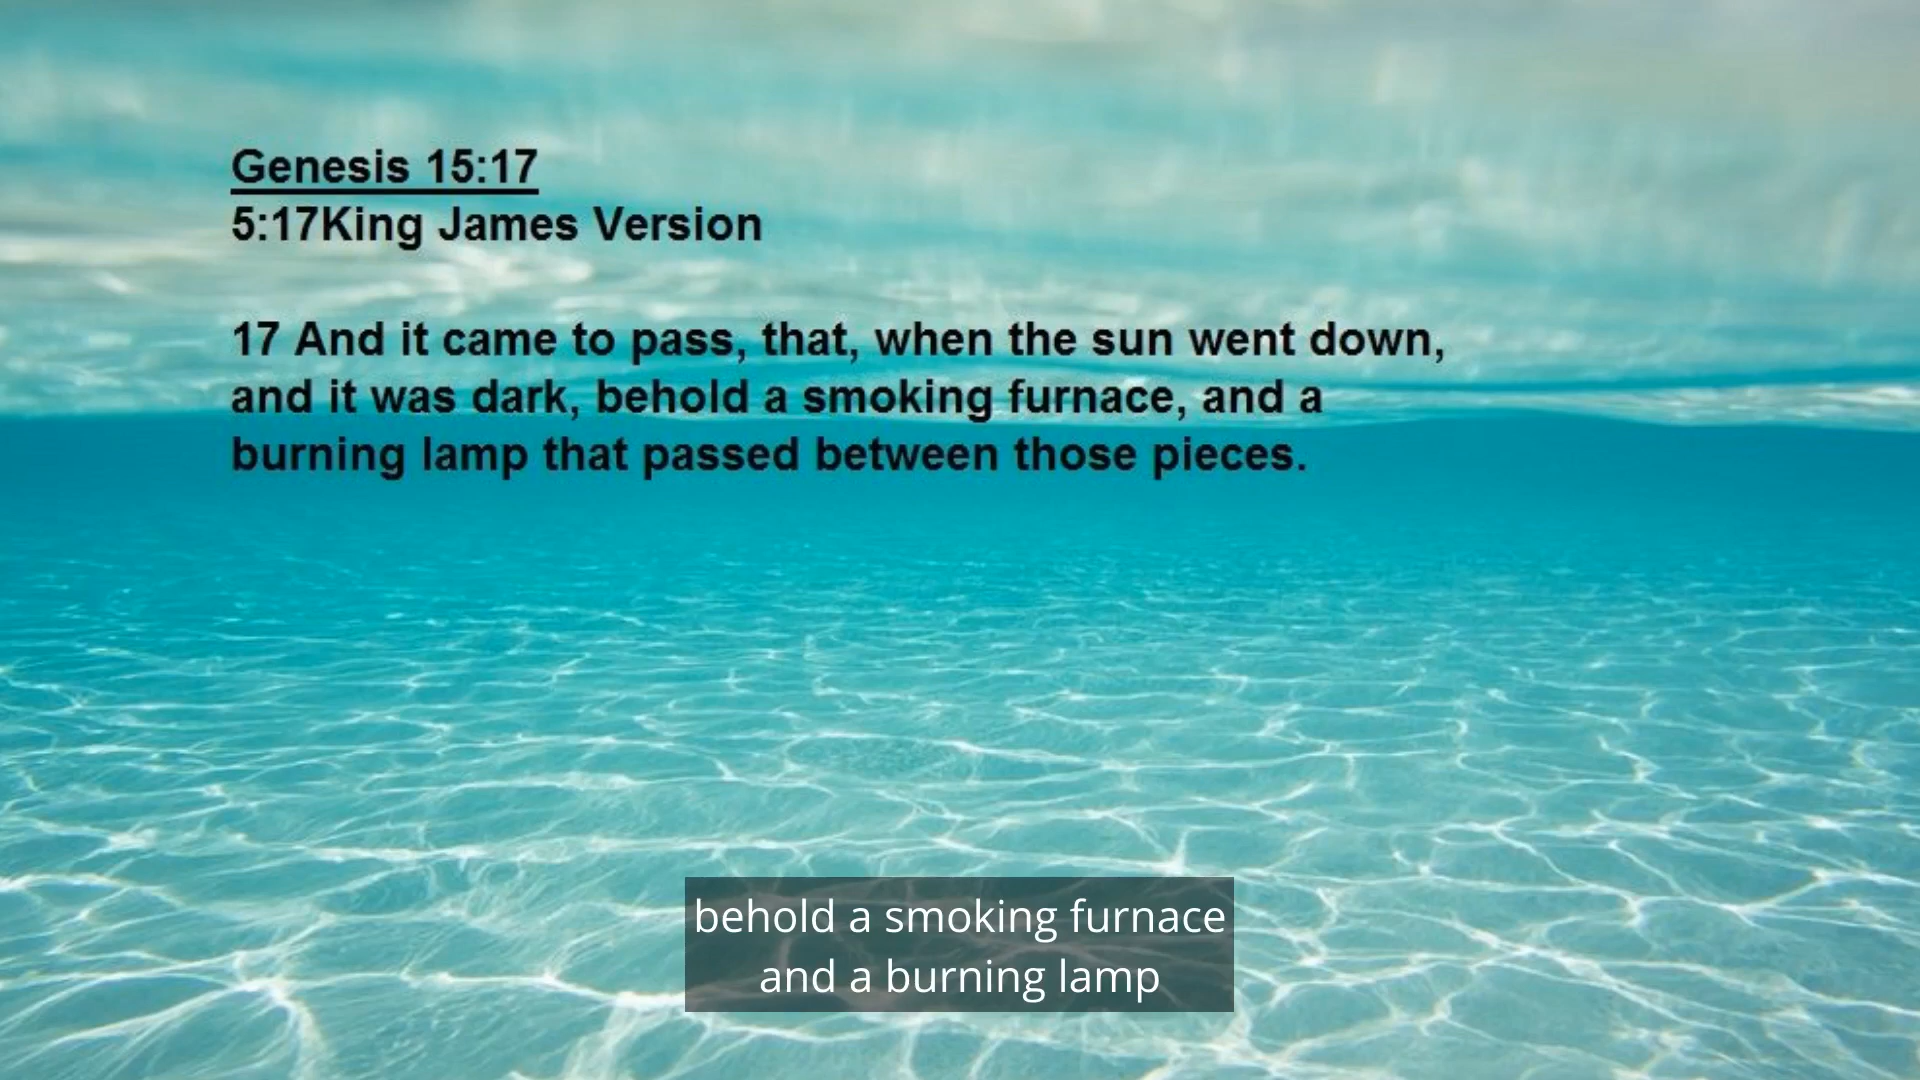 Genesis 15:17
5:17King James Version
17 And it came to pass, that, when the sun went down,
and it was dark, behold a smoking furnace, and a
burning lamp that passed between those pieces.
behold a smoking furnace
and a burning lamp